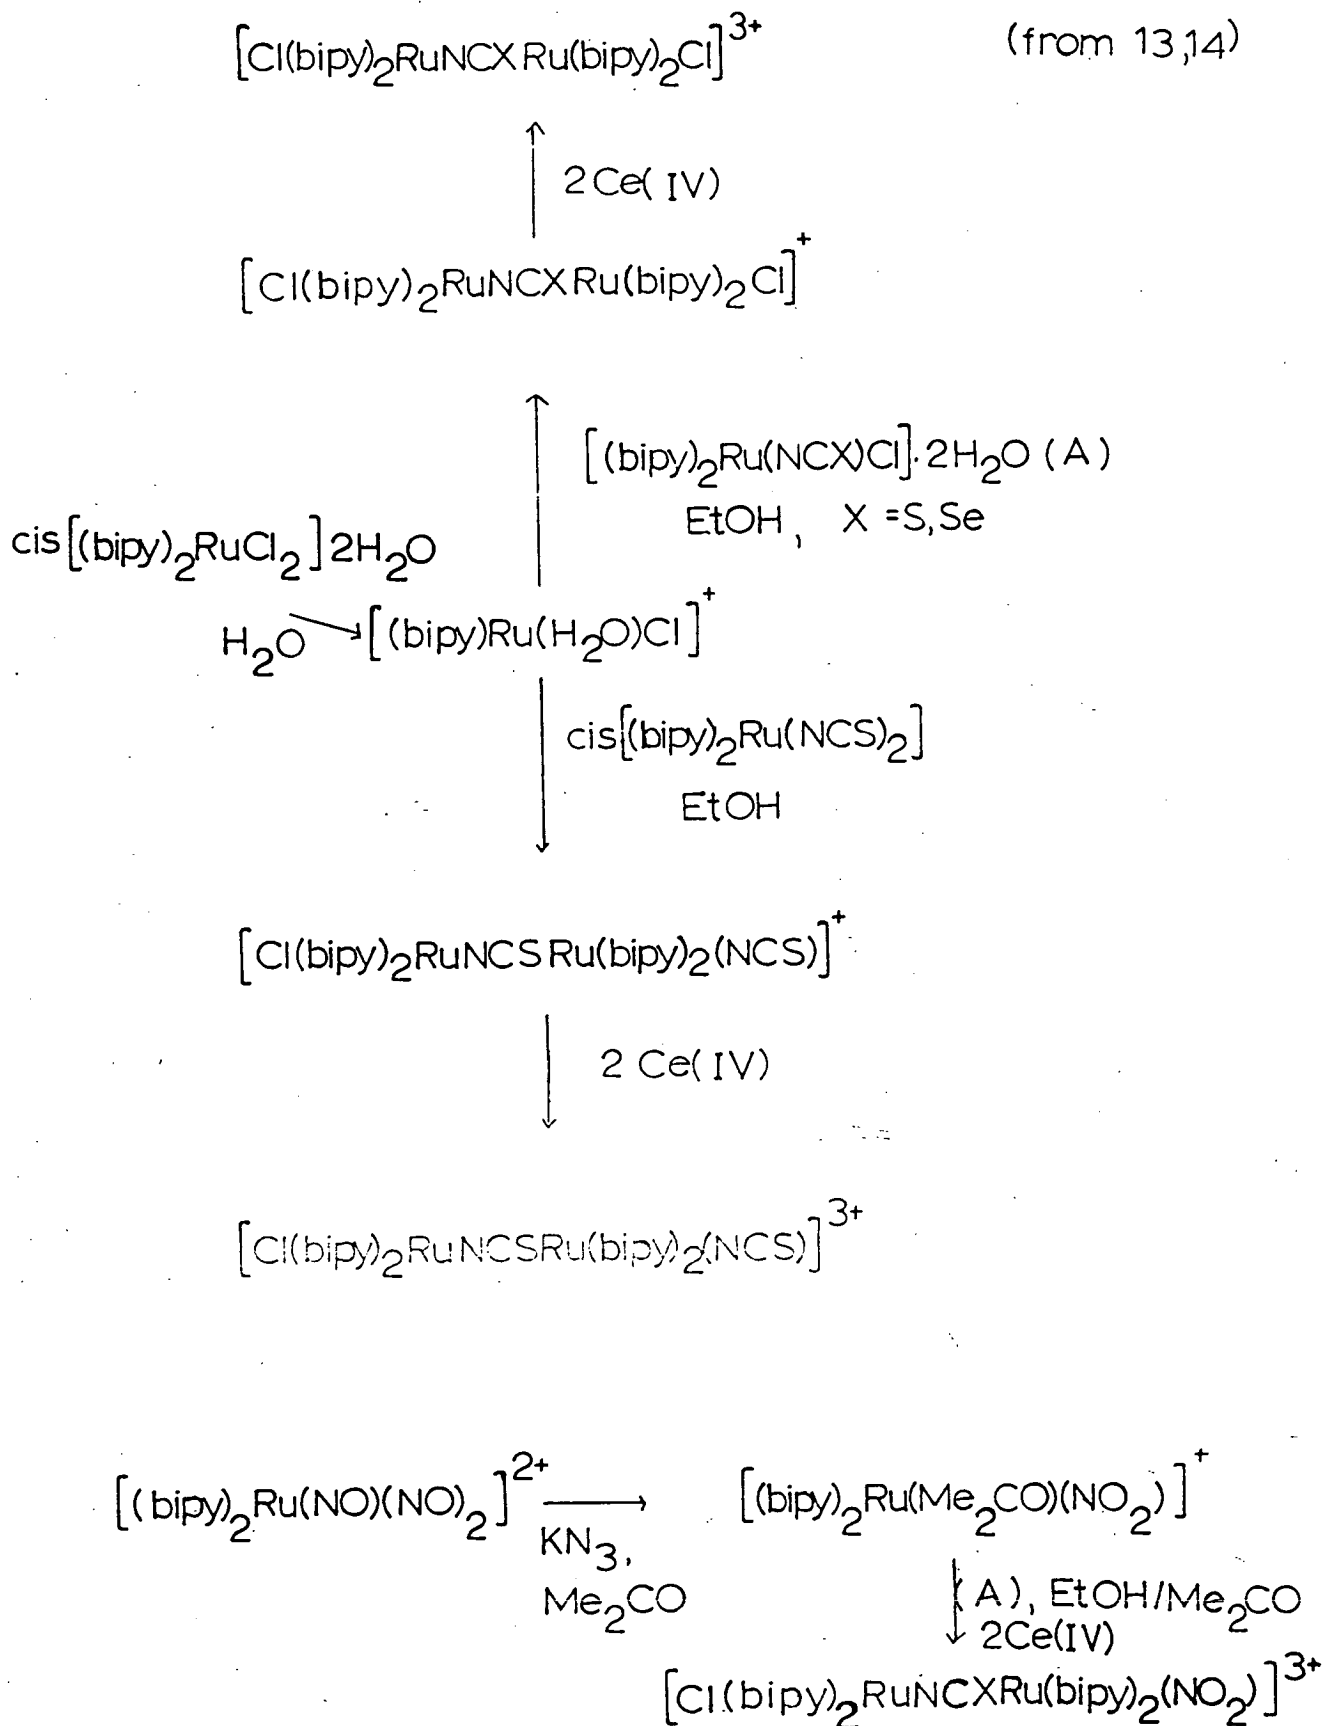 [Cl(bipy)₂RuNCXRu(bipy)₂Cl]³⁺ (from 13,14)
2Ce(IV)
[Cl(bipy)₂RuNCXRu(bipy)₂Cl]⁺
[(bipy)₂Ru(NCX)Cl]·2H₂O (A)
EtOH, X =S,Se
cis[(bipy)₂RuCl₂]2H₂O
H₂O [(bipy)Ru(H₂O)Cl]⁺
cis[(bipy)₂Ru(NCS)₂]
EtOH
[Cl(bipy)₂RuNCSRu(bipy)₂(NCS)]⁺
2 Ce(IV)
[Cl(bipy)₂RuNCSRu(bipy)₂(NCS)]³⁺
[(bipy)₂Ru(NO)(NO)₂]²⁺ [(bipy)₂Ru(Me₂CO)(NO₂)]⁺
KN₃,
Me₂CO
(A), EtOH/Me₂CO
2Ce(IV)
[Cl(bipy)₂RuNCXRu(bipy)₂(NO₂)]³⁺